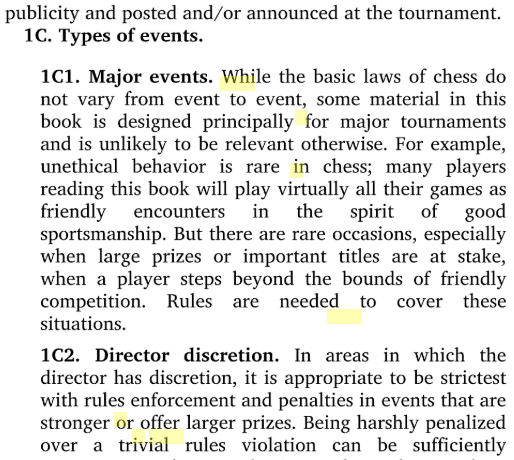 publicity and posted and/or announced at the tournament.
1C. Types of events.
1C1. Major events. While the basic laws of chess do
not vary from event to event, some material in this
book is designed principally for major tournaments
and is unlikely to be relevant otherwise. For example,
unethical behavior is rare in chess; many players
reading this book will play virtually all their games as
friendly encounters in the spirit of good
sportsmanship. But there are rare occasions, especially
when large prizes or important titles are at stake,
when a player steps beyond the bounds of friendly
competition. Rules are needed to cover these
situations.
1C2. Director discretion. In areas in which the
director has discretion, it is appropriate to be strictest
with rules enforcement and penalties in events that are
stronger or offer larger prizes. Being harshly penalized
over a trivial rules violation can be sufficiently